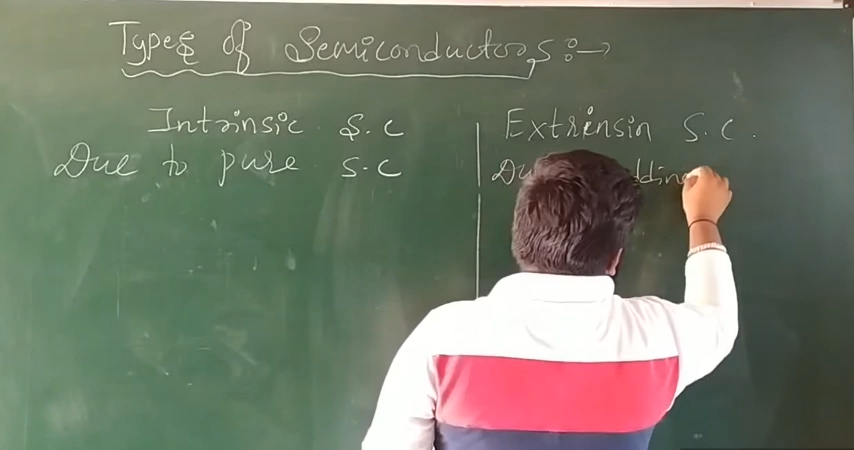 Types of Semiconductors :→
Intrinsic S.C
Due to pure S.C
Extrinsin S.C.